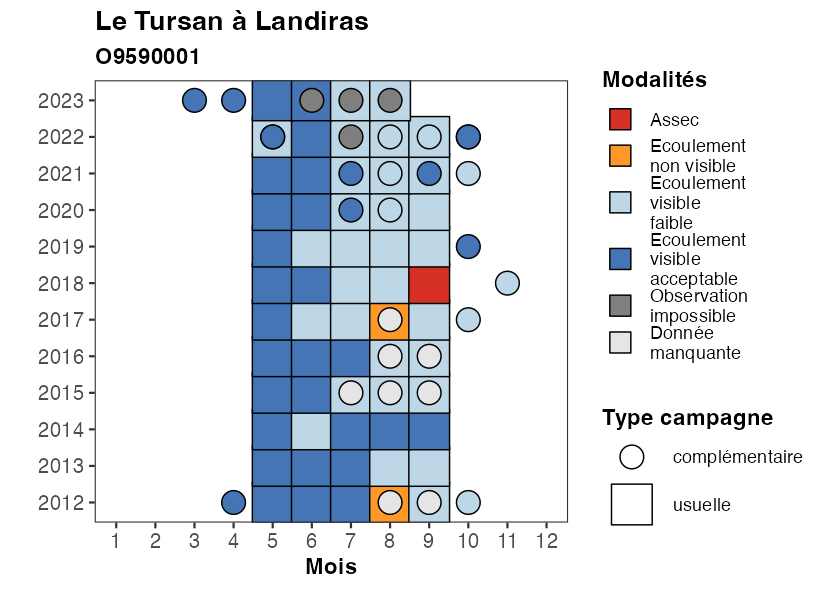 Le Tursan à Landiras
O9590001
2023
2022
2021
2020
2019
2018
2017
2016
2015
2014
2013
2012
1 2 3 4 5 6 7 8 9 10 11 12
Mois
Modalités
Assec
Ecoulement
non visible
Ecoulement
visible
faible
Ecoulement
visible
acceptable
Observation
impossible
Donnée
manquante
Type campagne
complémentaire
usuelle